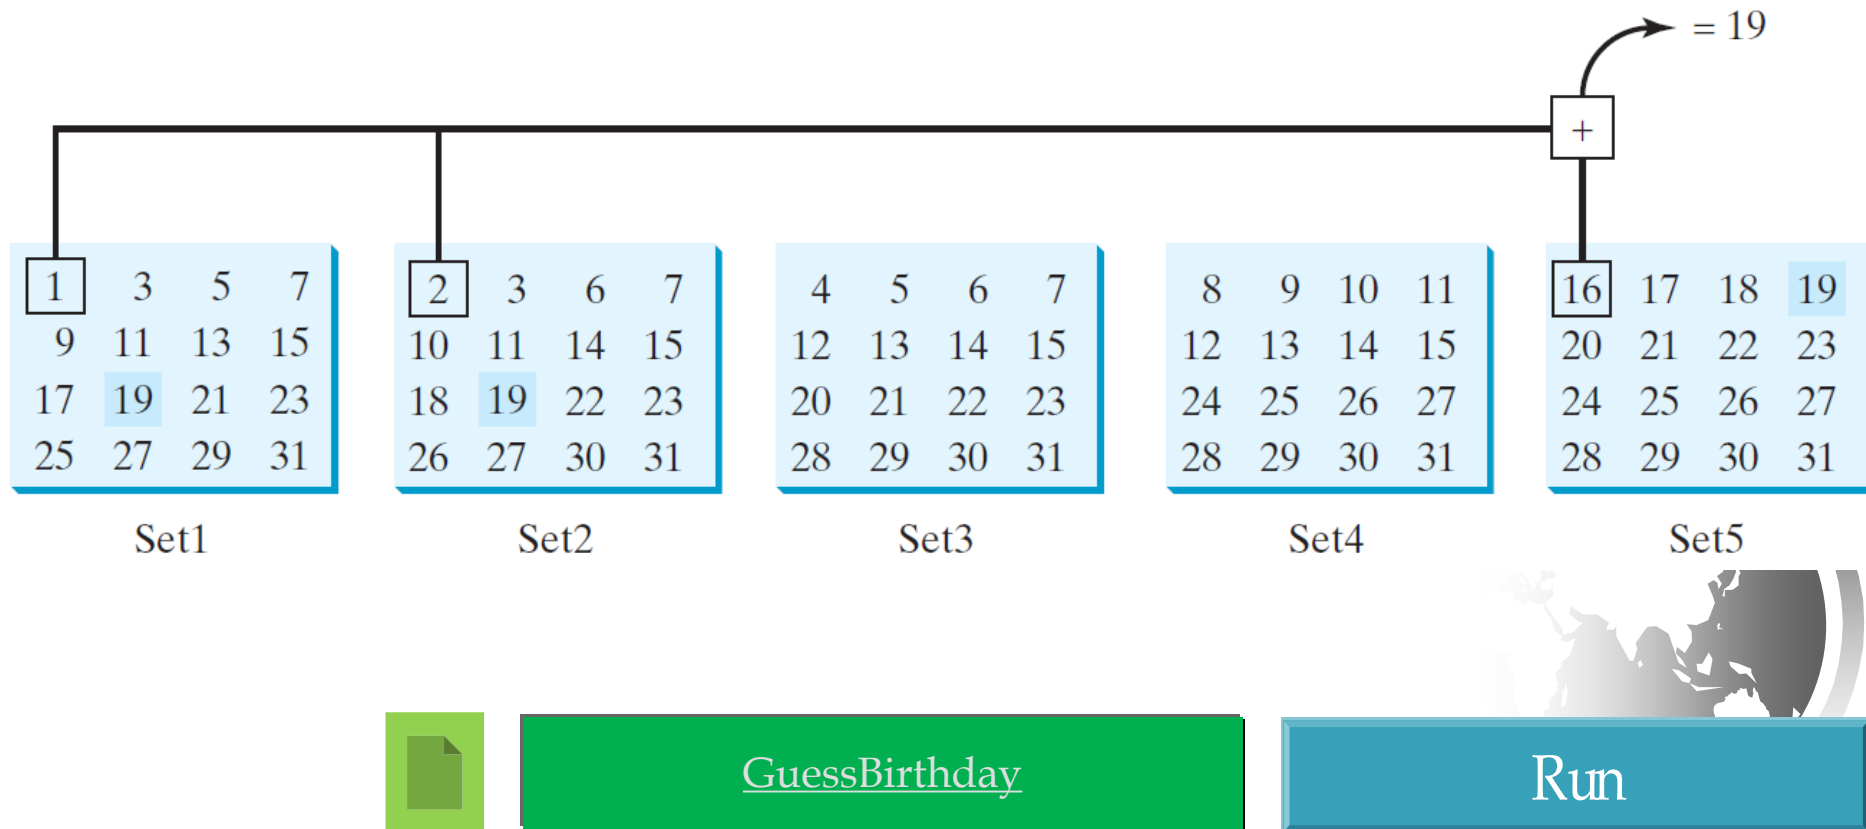 = 19
+
1 3 5 7
9 11 13 15
17 19 21 23
25 27 29 31
Set1
2 3 6 7
10 11 14 15
18 19 22 23
26 27 30 31
Set2
4 5 6 7
12 13 14 15
20 21 22 23
28 29 30 31
Set3
8 9 10 11
12 13 14 15
24 25 26 27
28 29 30 31
Set4
16 17 18 19
20 21 22 23
24 25 26 27
28 29 30 31
Set5
GuessBirthday
Run